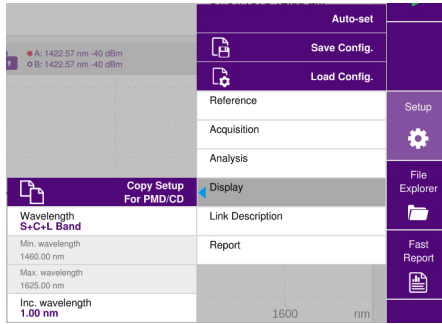 Auto-set
A: 1422.57 nm -40 dBm
B: 1422.57 nm -40 dBm
Save Config.
Load Config.
Reference
Acquisition
Analysis
Display
Link Description
Report
Copy Setup
For PMD/CD
Wavelength
S+C+L Band
Min. wavelength
1460.00 nm
Max. wavelength
1625.00 nm
Inc. wavelength
1.00 nm
1600 nm
Setup
File
Explorer
Fast
Report